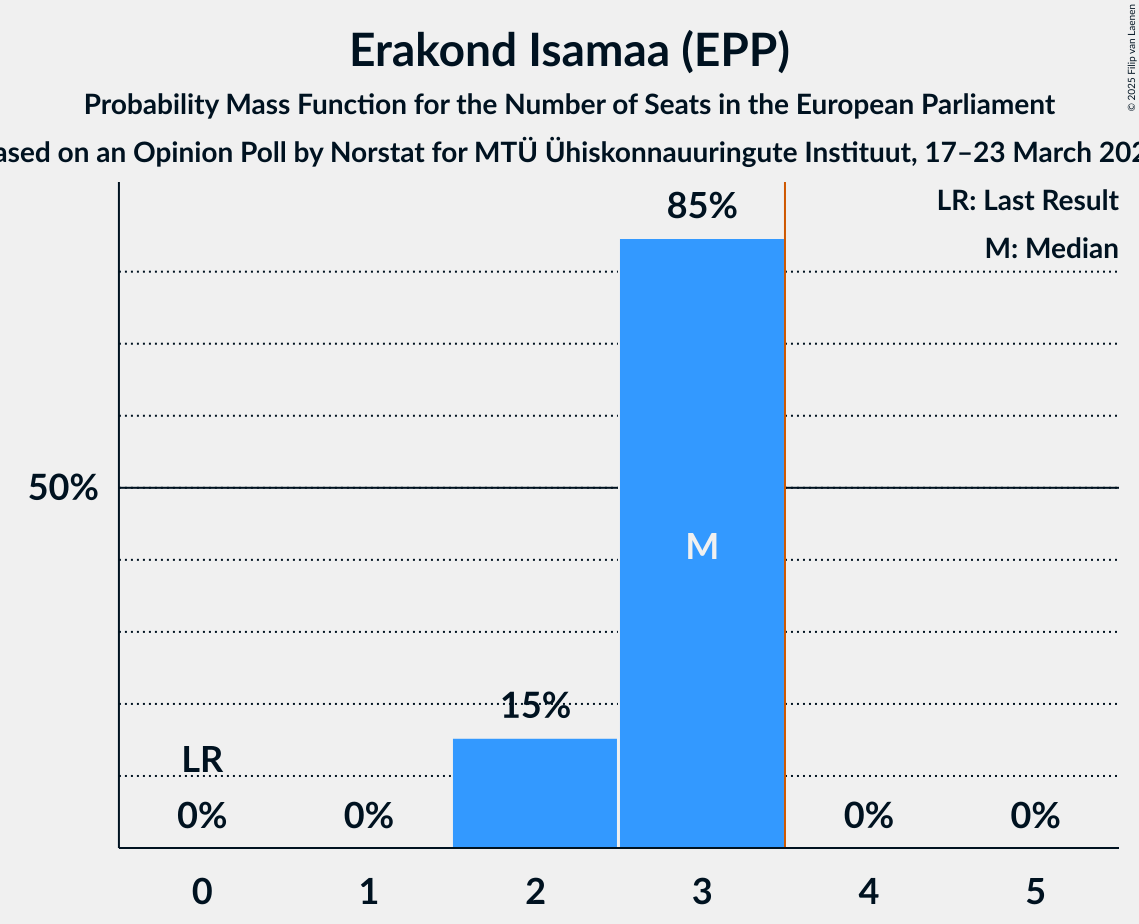 © 2025 Filip van Laenen
Erakond Isamaa (EPP)
Probability Mass Function for the Number of Seats in the European Parliament
ased on an Opinion Poll by Norstat for MTÜ Ühiskonnauuringute Instituut, 17–23 March 202
LR: Last Result
M: Median
85%
50%
M
15%
LR
0% 0% 0% 0%
0 1 2 3 4 5